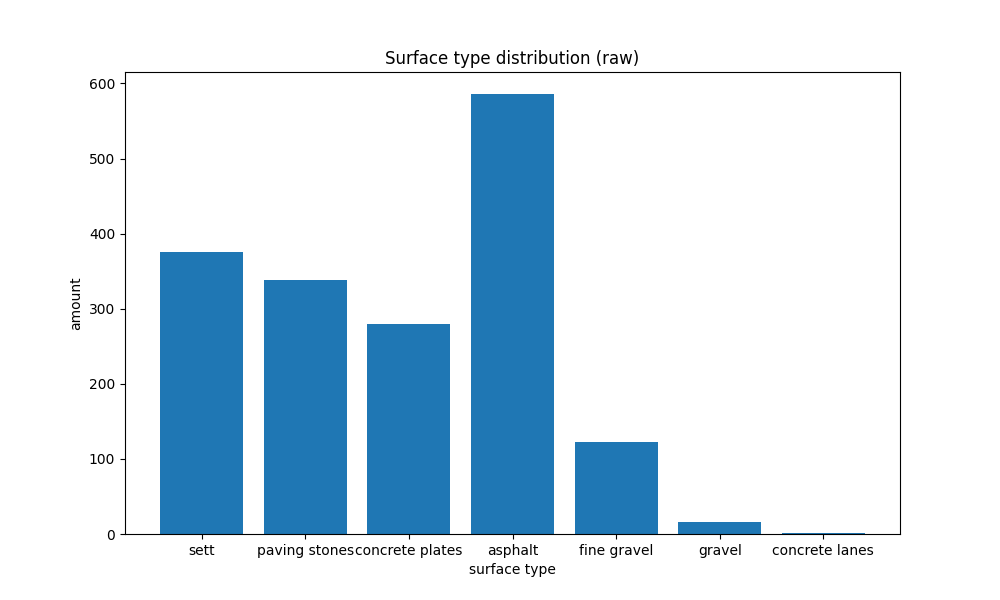 Surface type distribution (raw)
600
500
400
300
200
100
0
amount
sett paving stones concrete plates asphalt fine gravel gravel concrete lanes
surface type